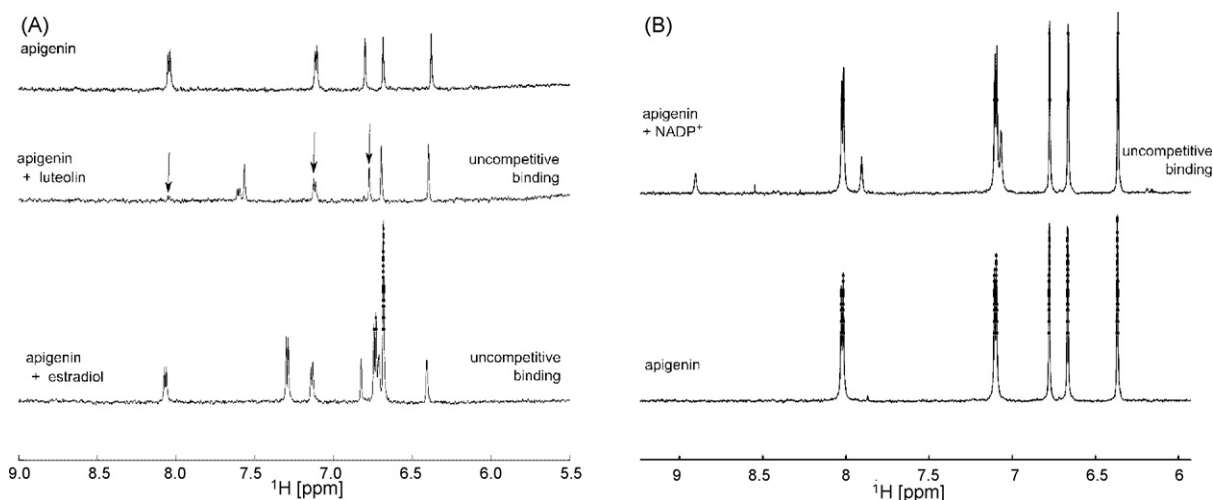 (A)
apigenin
apigenin
+ luteolin
uncompetitive
binding
apigenin
+ estradiol
uncompetitive
binding
9.0 8.5 8.0 7.5 7.0 6.5 6.0 5.5
¹H [ppm]
(B)
apigenin
+ NADP⁺
uncompetitive
binding
apigenin
9 8.5 8 7.5 7 6.5 6
¹H [ppm]